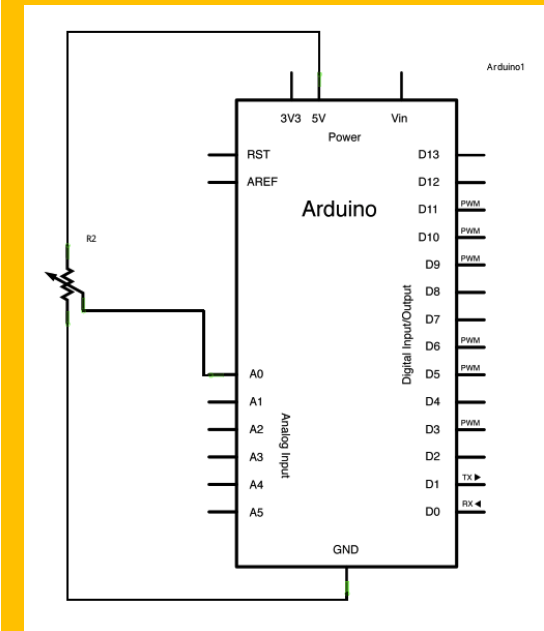 Arduino1
3V3 5V Vin
Power
RST D13
AREF D12
Arduino
D11 PWM
D10 PWM
R2
D9 PWM
D8
D7
Digital Input/Output
D6 PWM
A0 D5 PWM
A1 D4
A2 D3 PWM
Analog Input
A3 D2
A4 D1 TX ▶
A5 D0 RX ◀
GND